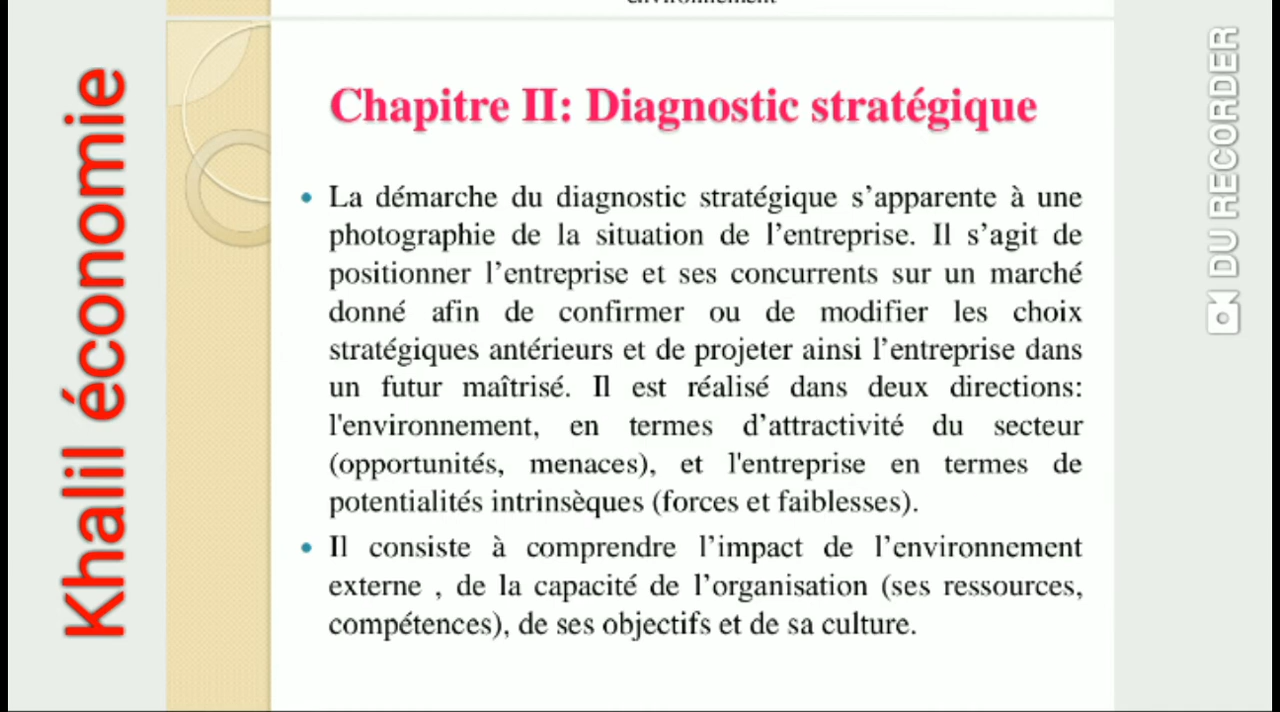 Chapitre II: Diagnostic stratégique
• La démarche du diagnostic stratégique s’apparente à une
photographie de la situation de l’entreprise. Il s’agit de
positionner l’entreprise et ses concurrents sur un marché
donné afin de confirmer ou de modifier les choix
stratégiques antérieurs et de projeter ainsi l’entreprise dans
un futur maîtrisé. Il est réalisé dans deux directions:
l'environnement, en termes d’attractivité du secteur
(opportunités, menaces), et l'entreprise en termes de
potentialités intrinsèques (forces et faiblesses).
• Il consiste à comprendre l’impact de l’environnement
externe , de la capacité de l’organisation (ses ressources,
compétences), de ses objectifs et de sa culture.
Khalil économie
DU RECORDER